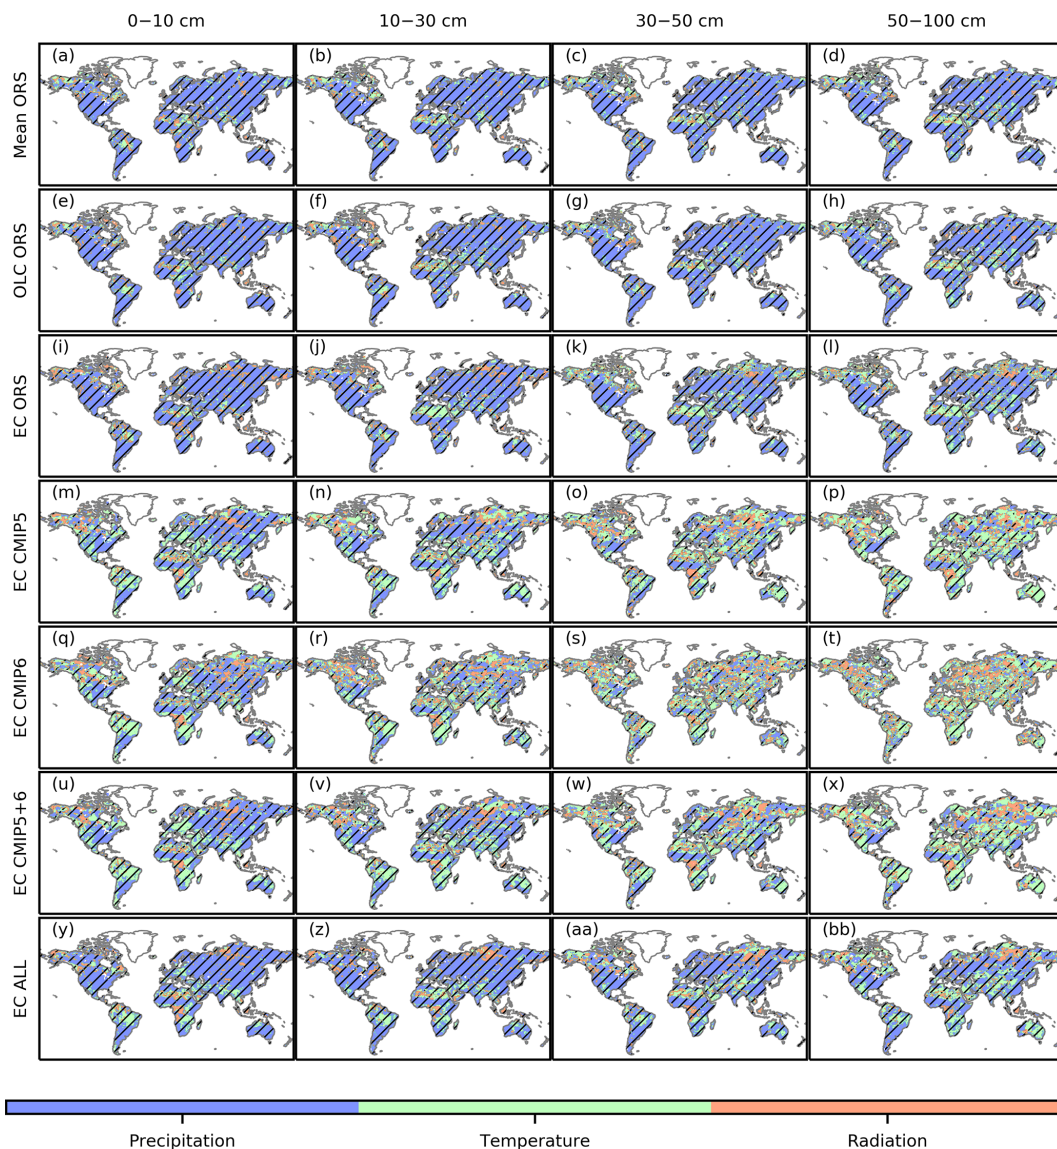 0−10 cm 10−30 cm 30−50 cm 50−100 cm
Mean ORS
(a) (b) (c) (d)
OLC ORS
(e) (f) (g) (h)
EC ORS
(i) (j) (k) (l)
EC CMIP5
(m) (n) (o) (p)
EC CMIP6
(q) (r) (s) (t)
EC CMIP5+6
(u) (v) (w) (x)
EC ALL
(y) (z) (aa) (bb)
Precipitation Temperature Radiation